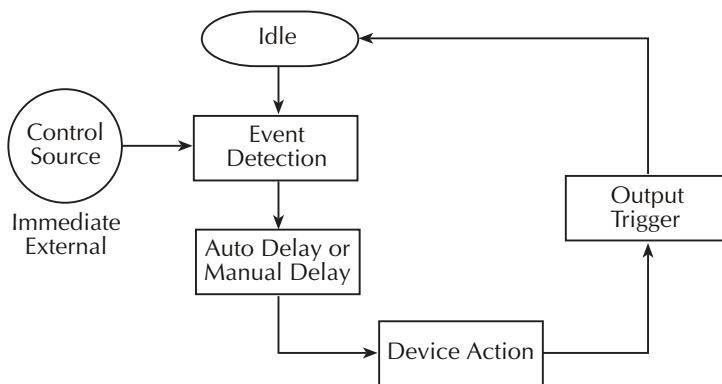 Idle
Control
Source
Immediate
External
Event
Detection
Auto Delay or
Manual Delay
Device Action
Output
Trigger